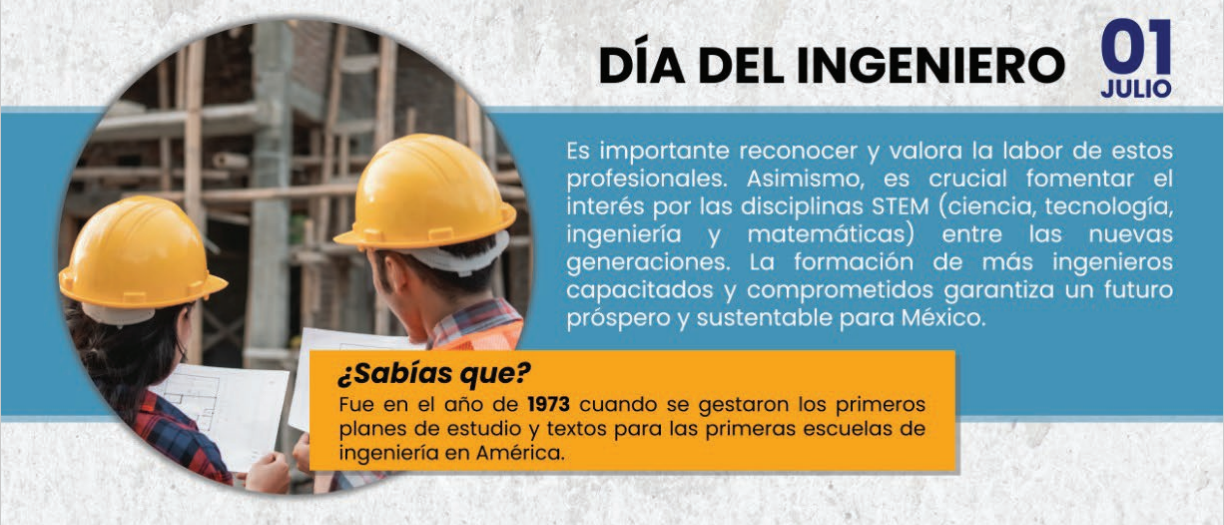 DÍA DEL INGENIERO
01
JULIO
Es importante reconocer y valora la labor de estos
profesionales. Asimismo, es crucial fomentar el
interés por las disciplinas STEM (ciencia, tecnología,
ingeniería y matemáticas) entre las nuevas
generaciones. La formación de más ingenieros
capacitados y comprometidos garantiza un futuro
próspero y sustentable para México.
¿Sabías que?
Fue en el año de 1973 cuando se gestaron los primeros
planes de estudio y textos para las primeras escuelas de
ingeniería en América.